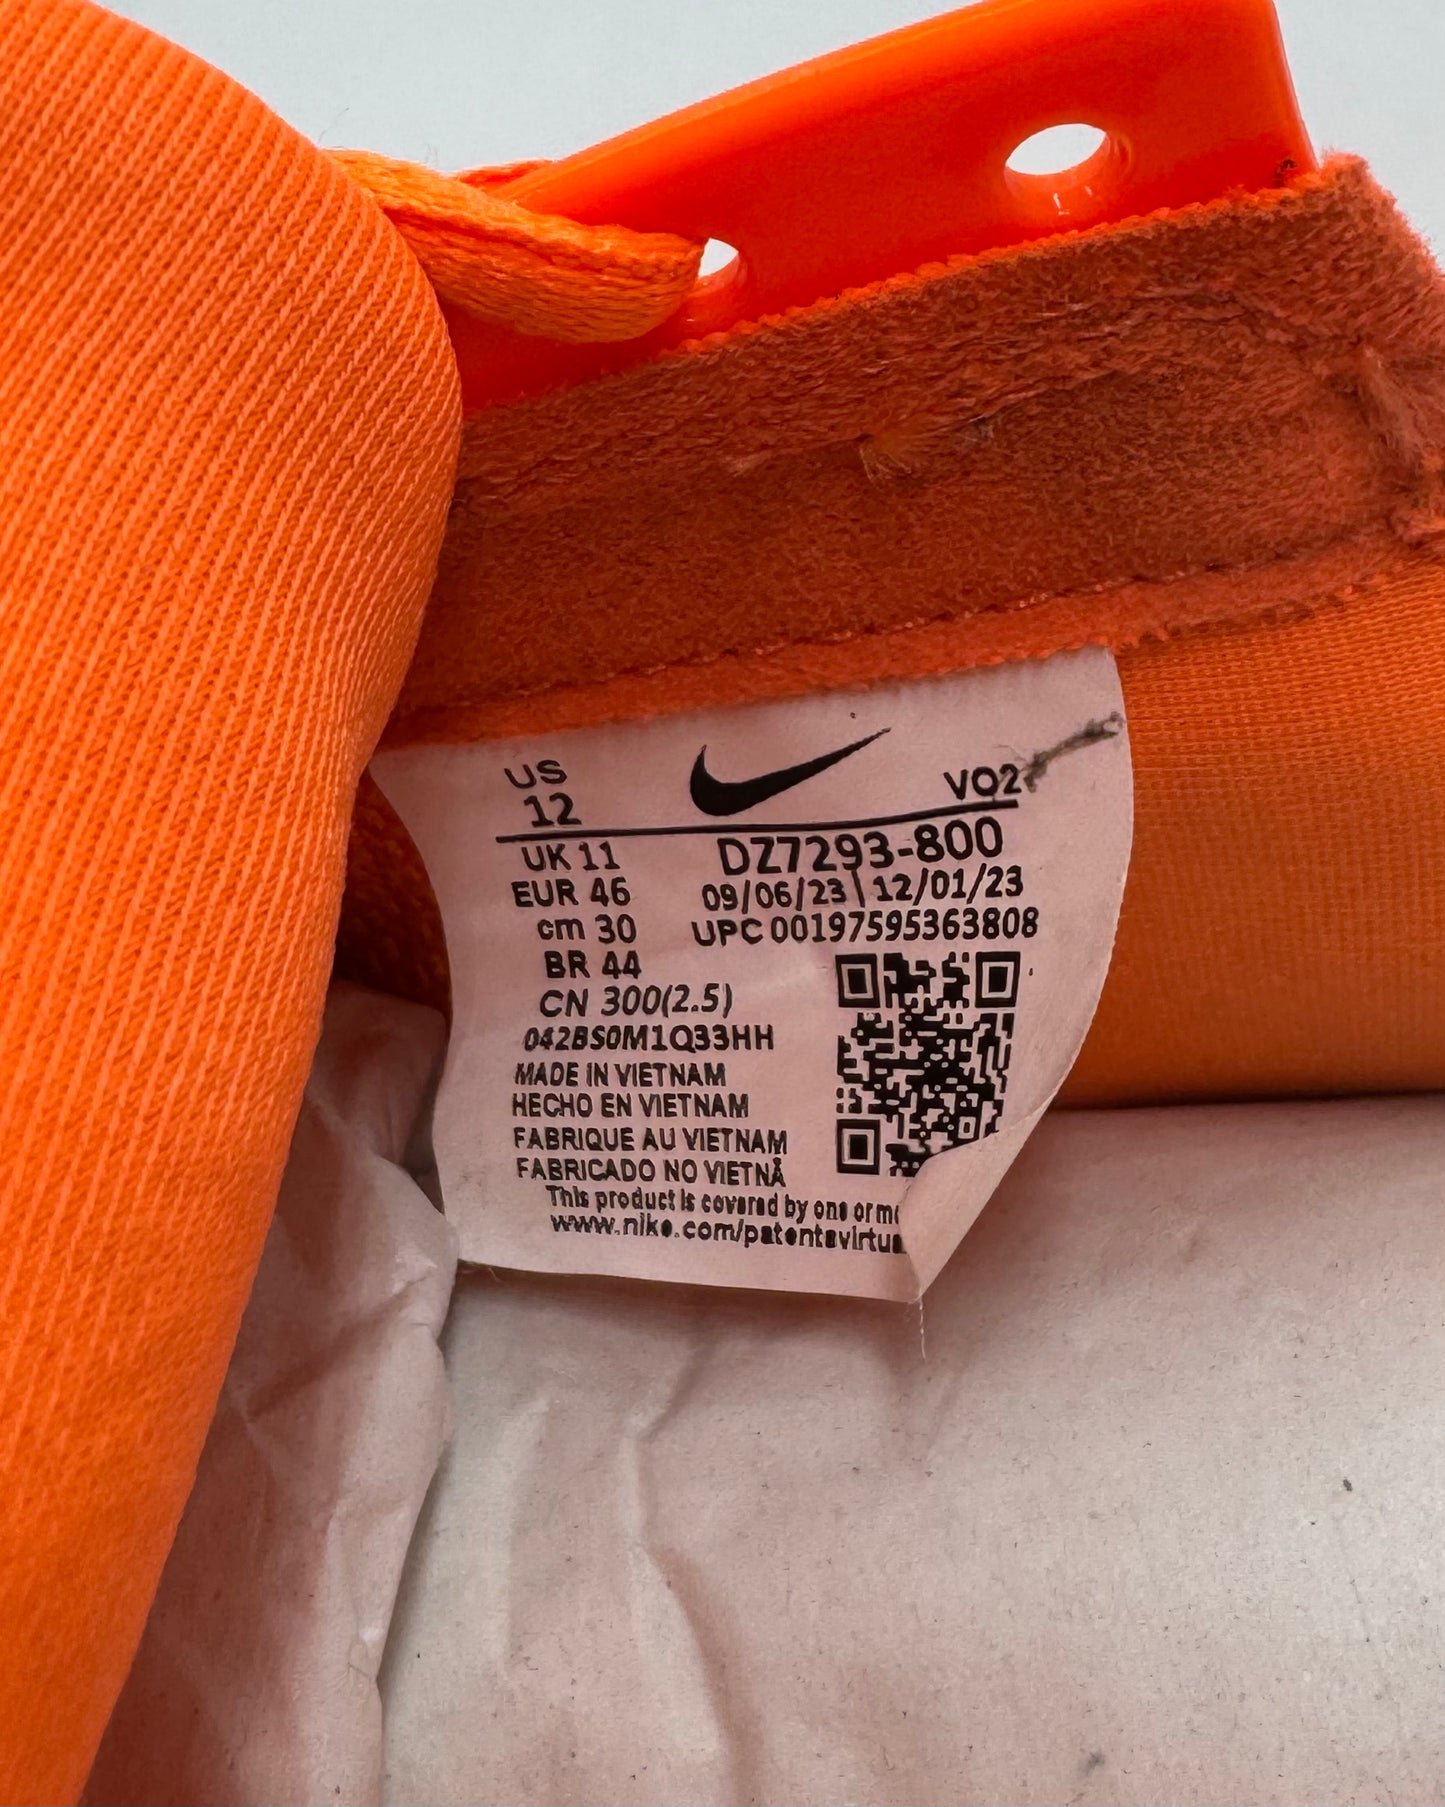 US VO2
12
UK 11 DZ7293-800
EUR 46 09/06/23 \ 12/01/23
cm 30 UPC 00197595363808
BR 44
CN 300(2.5)
042BS0M1Q33HH
MADE IN VIETNAM
HECHO EN VIETNAM
FABRIQUE AU VIETNAM
FABRICADO NO VIETNÃ
This product is covered by one or
www.nike.com/patents